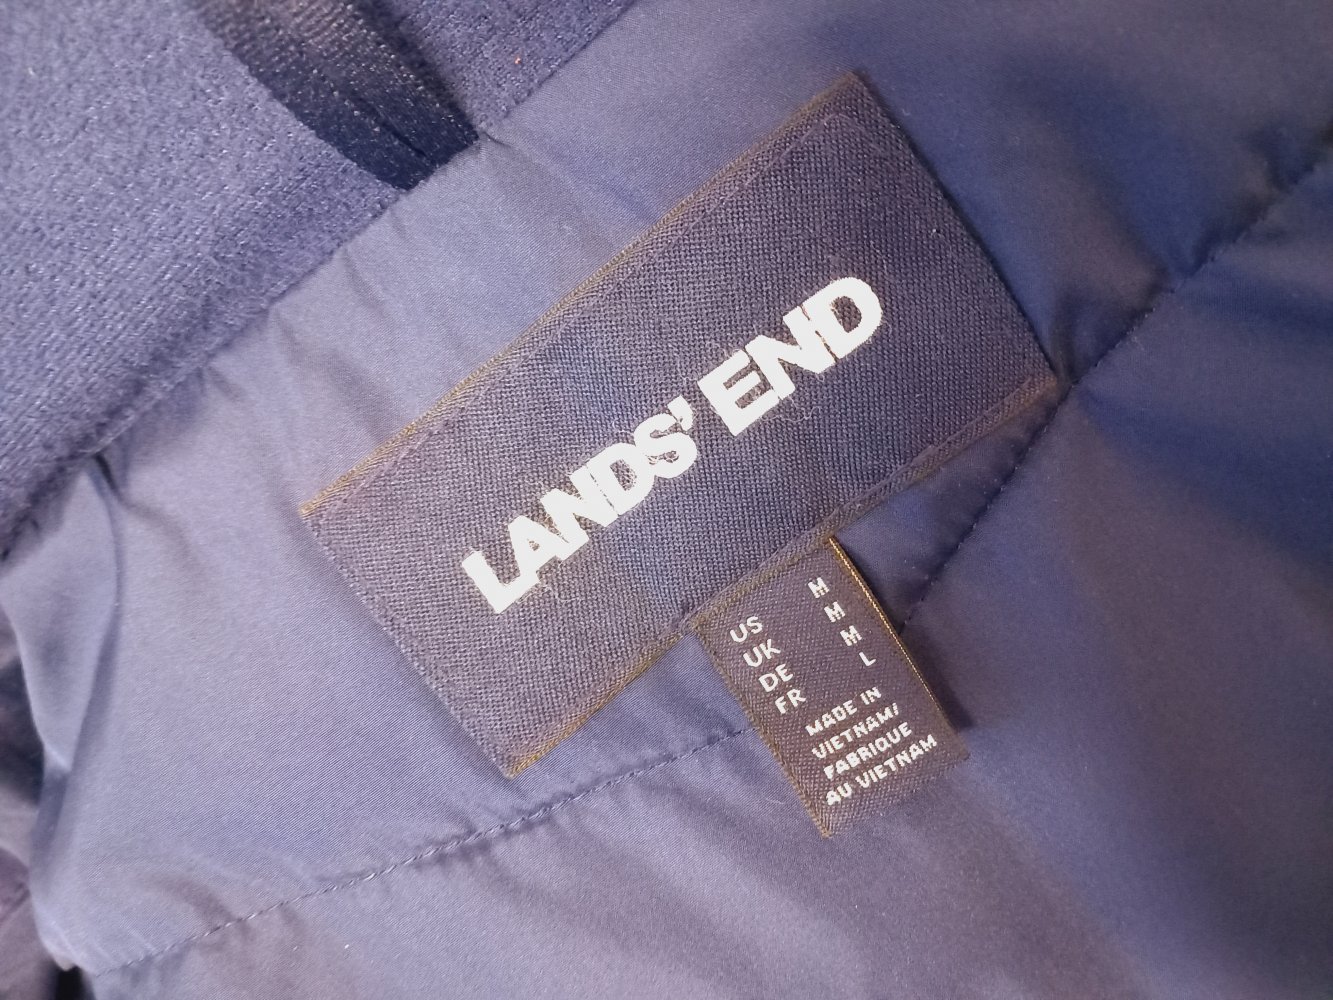 LANDS' END
US M
UK M
DE M
FR L
MADE IN
VIETNAM/
FABRIQUE
AU VIETNAM